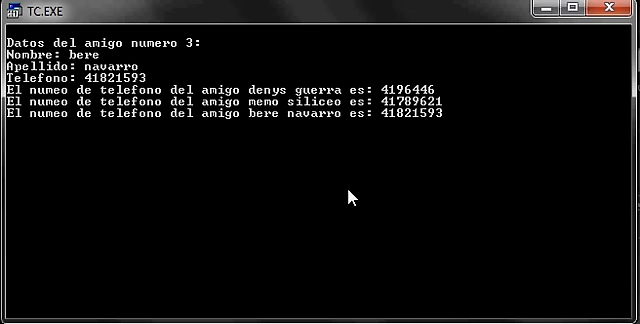 TC.EXE
Datos del amigo numero 3:
Nombre: bere
Apellido: navarro
Telefono: 41821593
El numeo de telefono del amigo denys guerra es: 4196446
El numeo de telefono del amigo memo siliceo es: 41789621
El numeo de telefono del amigo bere navarro es: 41821593